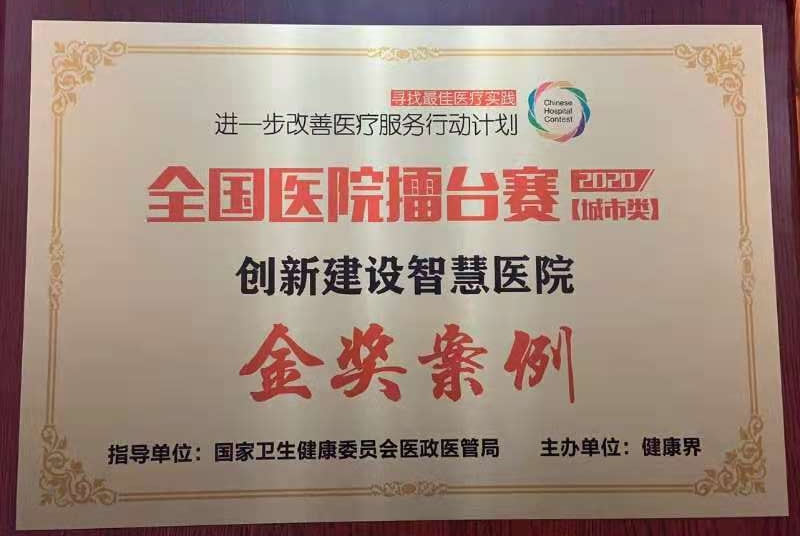 寻找最佳医疗实践
进一步改善医疗服务行动计划
Chinese
Hospital
Contest
全国医院擂台赛 2020/
【城市类】
创新建设智慧医院
金奖案例
指导单位：国家卫生健康委员会医政医管局 主办单位：健康界